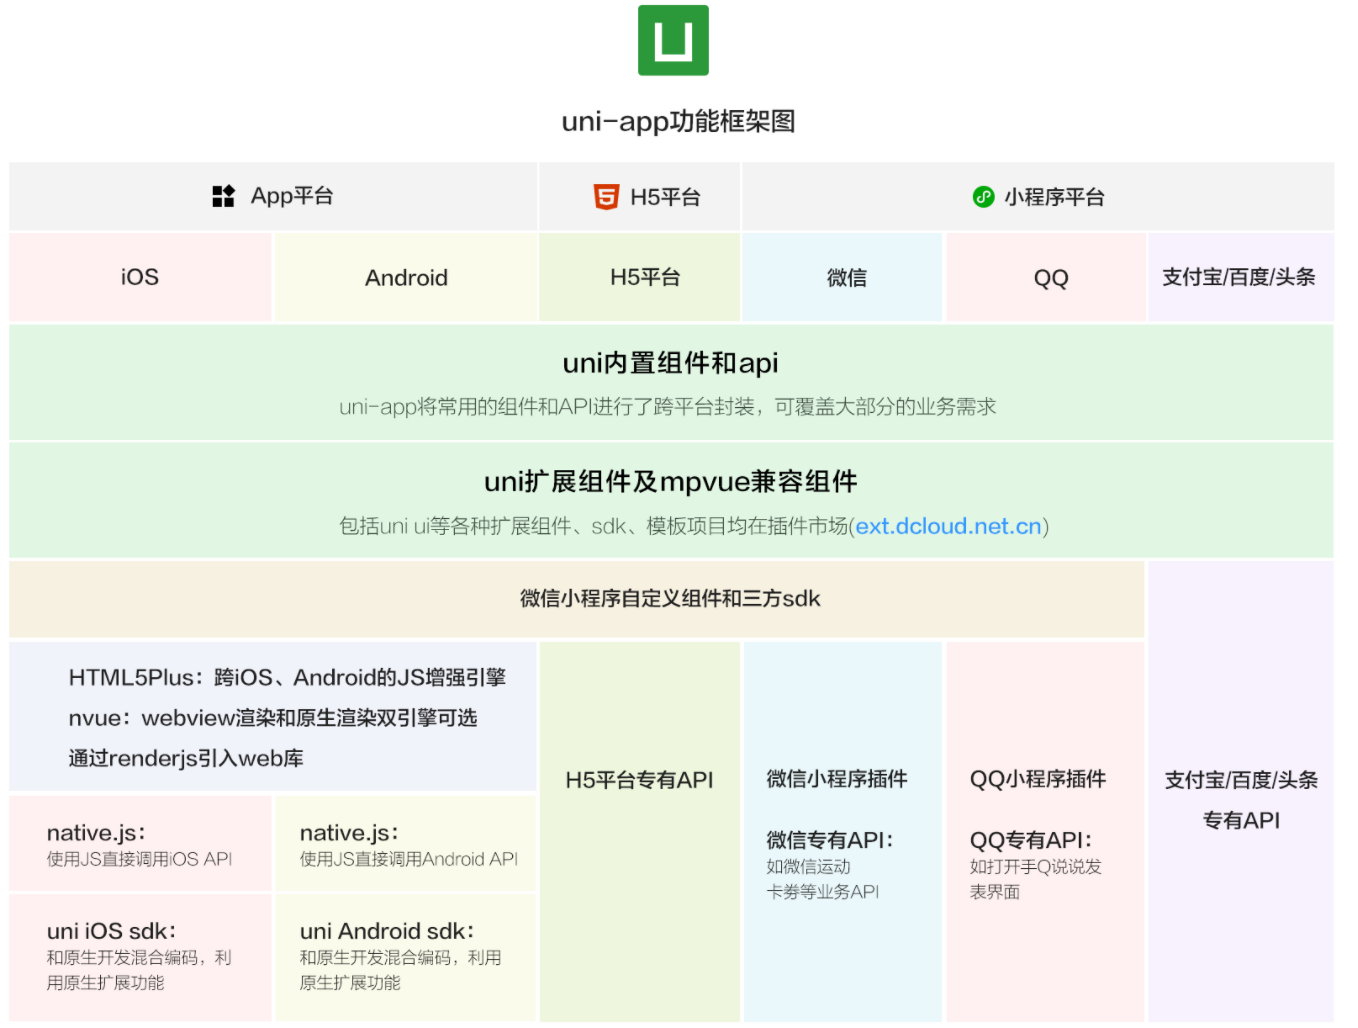 uni-app功能框架图
App平台
H5平台
小程序平台
iOS
Android
H5平台
微信
QQ
支付宝/百度/头条
uni内置组件和api
uni-app将常用的组件和API进行了跨平台封装，可覆盖大部分的业务需求
uni扩展组件及mpvue兼容组件
包括uni ui等各种扩展组件、sdk、模板项目均在插件市场(ext.dcloud.net.cn)
微信小程序自定义组件和三方sdk
HTML5Plus：跨iOS、Android的JS增强引擎
nvue：webview渲染和原生渲染双引擎可选
通过renderjs引入web库
native.js：
使用JS直接调用iOS API
native.js：
使用JS直接调用Android API
uni iOS sdk：
和原生开发混合编码，利
用原生扩展功能
uni Android sdk：
和原生开发混合编码，利用
原生扩展功能
H5平台专有API
微信小程序插件
微信专有API：
如微信运动
卡券等业务API
QQ小程序插件
QQ专有API：
如打开手Q说说发
表界面
支付宝/百度/头条
专有API